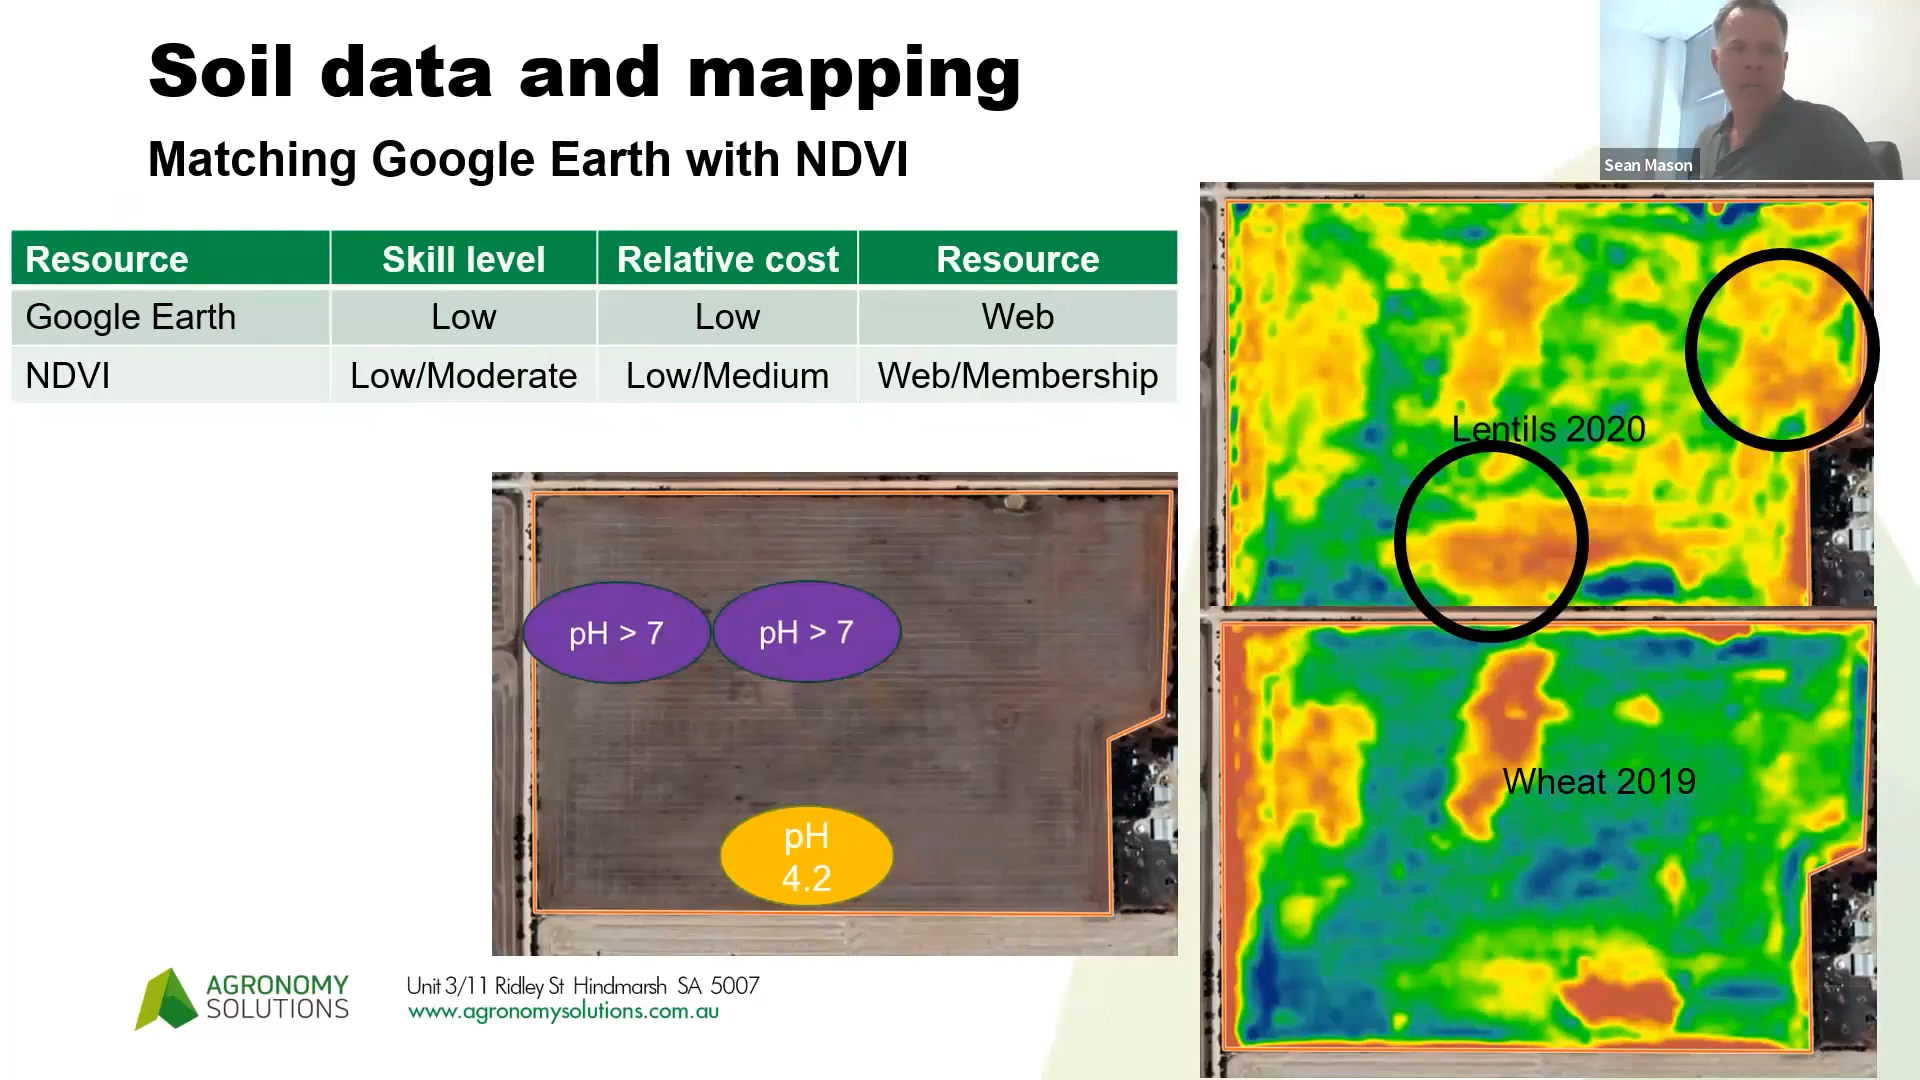 Soil data and mapping
Matching Google Earth with NDVI
Sean Mason
Resource Skill level Relative cost Resource
Google Earth Low Low Web
NDVI Low/Moderate Low/Medium Web/Membership
Lentils 2020
pH > 7 pH > 7
Wheat 2019
pH
4.2
AGRONOMY
SOLUTIONS
Unit 3/11 Ridley St Hindmarsh SA 5007
www.agronomysolutions.com.au